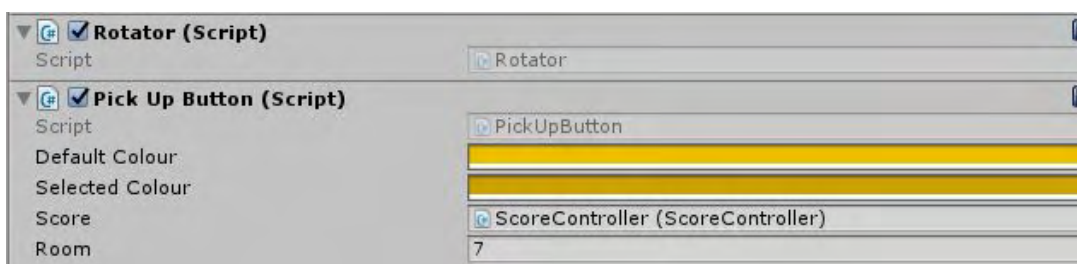 Rotator (Script)
Script Rotator
Pick Up Button (Script)
Script PickUpButton
Default Colour
Selected Colour
Score ScoreController (ScoreController)
Room 7